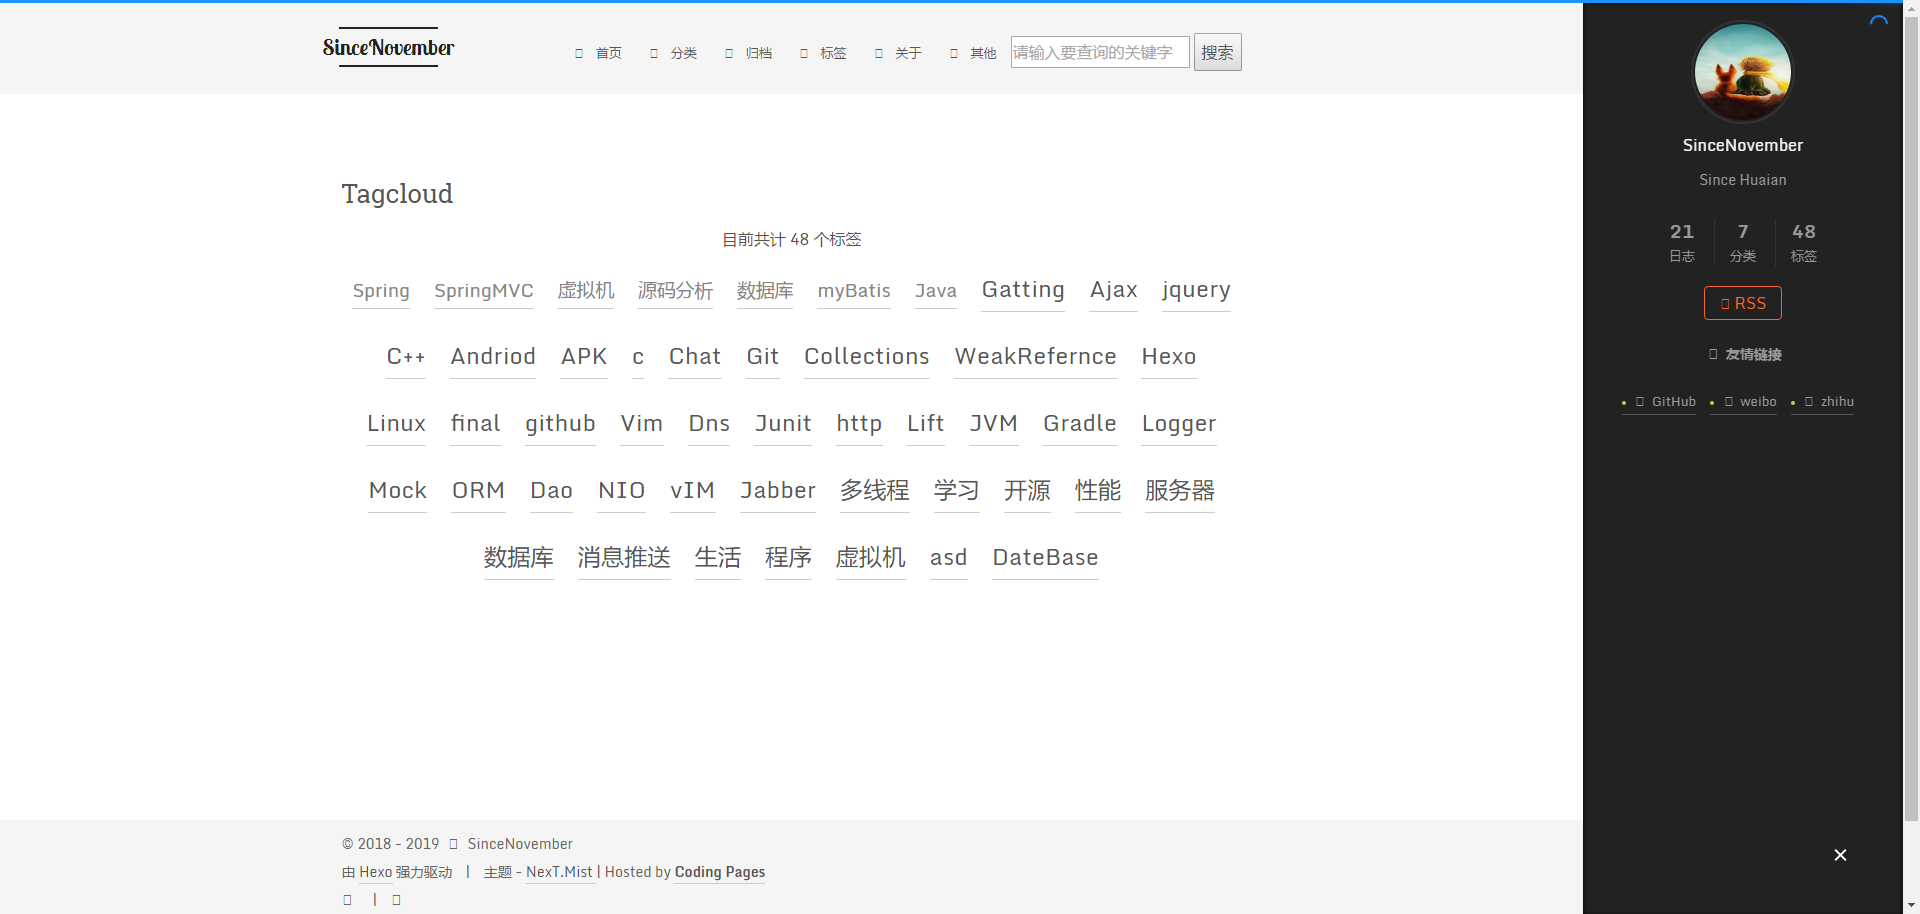 SinceNovember
首页 分类 归档 标签 关于 其他 请输入要查询的关键字 搜索
Tagcloud
目前共计 48 个标签
Spring SpringMVC 虚拟机 源码分析 数据库 myBatis Java Gatting Ajax jquery
C++ Andriod APK c Chat Git Collections WeakRefernce Hexo
Linux final github Vim Dns Junit http Lift JVM Gradle Logger
Mock ORM Dao NIO vIM Jabber 多线程 学习 开源 性能 服务器
数据库 消息推送 生活 程序 虚拟机 asd DateBase
© 2018 - 2019 SinceNovember
由 Hexo 强力驱动 | 主题 - NexT.Mist | Hosted by Coding Pages
|
SinceNovember
Since Huaian
21 7 48
日志 分类 标签
RSS
友情链接
GitHub weibo zhihu